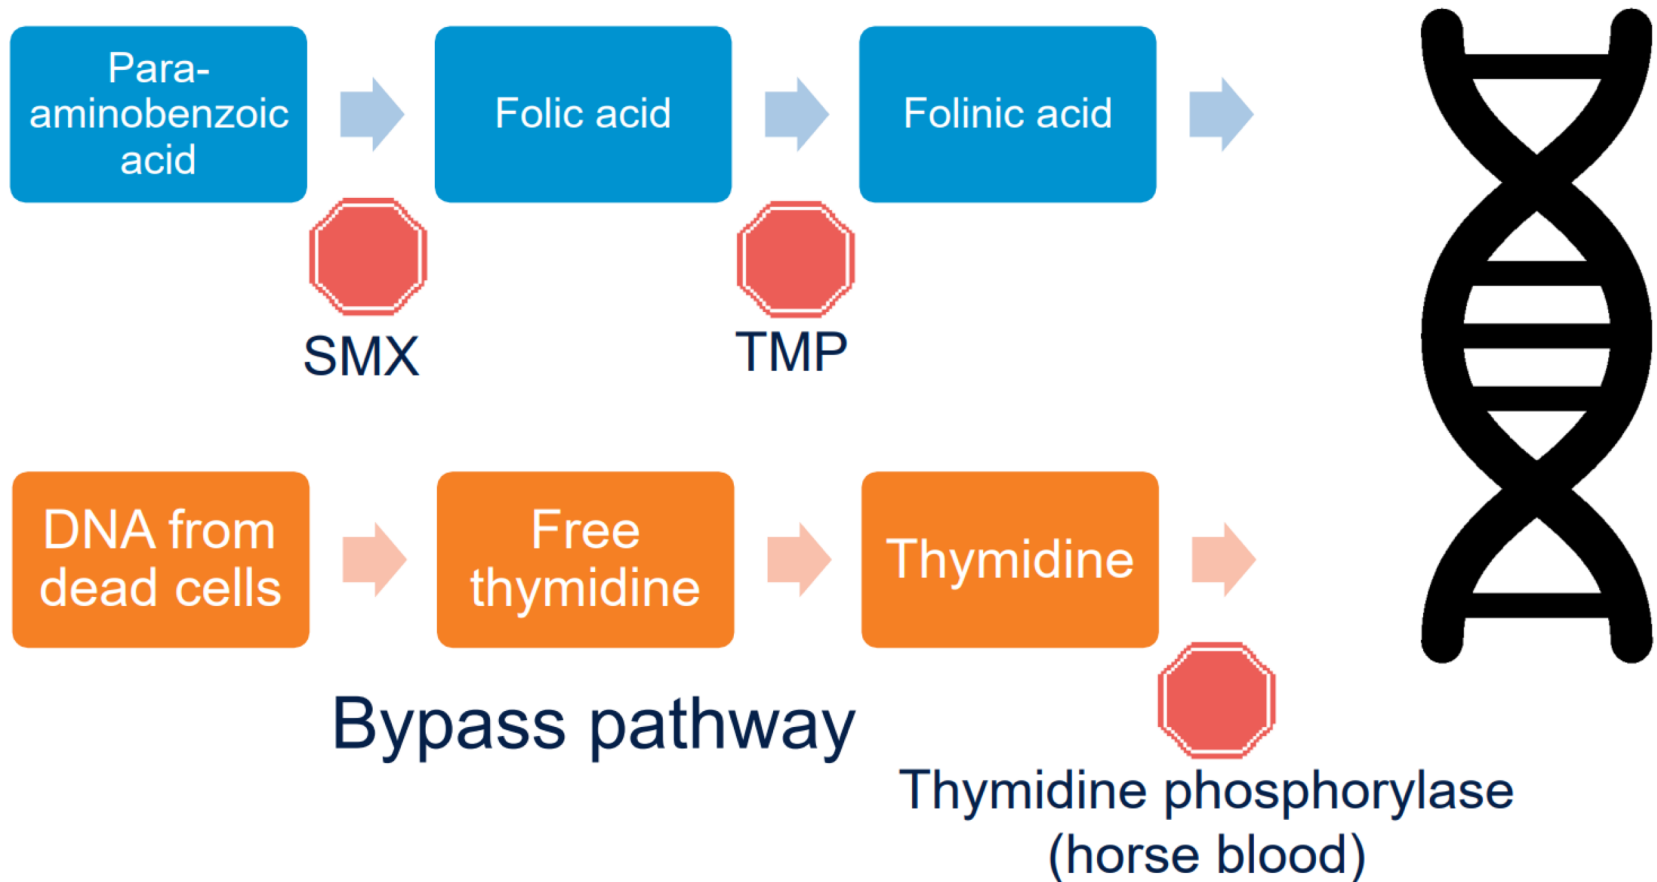 Para-
aminobenzoic
acid
Folic acid
Folinic acid
SMX
TMP
DNA from
dead cells
Free
thymidine
Thymidine
Bypass pathway
Thymidine phosphorylase
(horse blood)